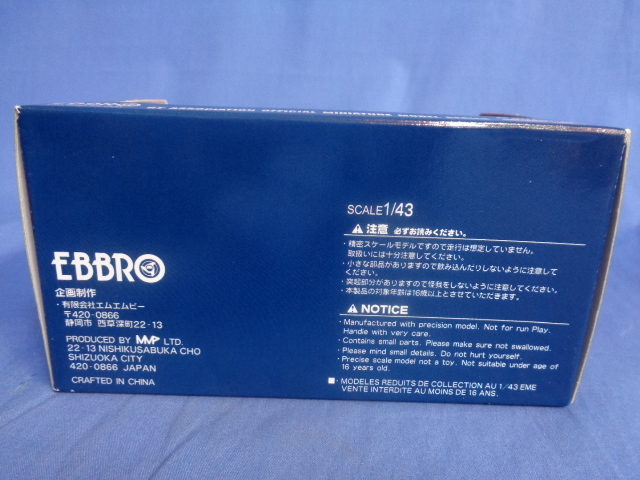 EBBRO
企画制作
・有限会社エムエムピー
〒420-0866
静岡市 西草深町22-13
PRODUCED BY MMP LTD.
22-13 NISHIKUSABUKA CHO
SHIZUOKA CITY
420-0866 JAPAN
CRAFTED IN CHINA
SCALE1/43
注意 必ずお読みください。
・精密スケールモデルですので走行は想定していません。
取扱いには十分注意してください。
・小さな部品がありますので飲み込んだりしないように注意して
ください。
・突起部分がありますので怪我をしないように注意してください。
・本製品の対象年齢は16歳以上とさせていただきます。
NOTICE
・Manufactured with precision model. Not for run Play.
Handle with very care.
・Contains small parts. Please make sure not swallowed.
・Please mind small details. Do not hurt yourself.
・Precise scale model not a toy. Not suitable under age of
16 years old.
・MODELES REDUITS DE COLLECTION AU 1/43 EME
VENTE INTERDITE AU MOINS DE 16 ANS.